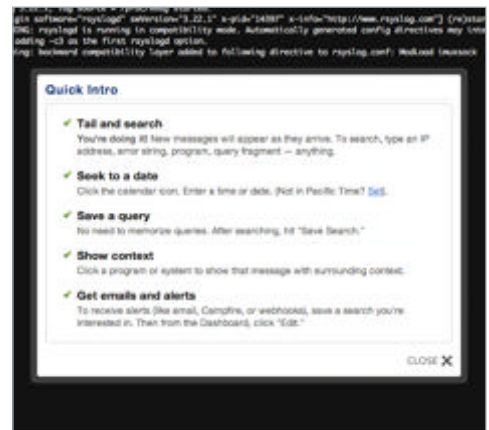 gin software="rsyslogd" swVersion="3.22.1" x-pid="14397" x-info="http://www.rsyslog.com"] (re)start
rsyslogd is running in compatibility mode. Automatically generated config directives may
adding -c3 as the first rsyslogd option.
backward compatibility layer added to following directive to rsyslog.conf: ModLoad imuxsock
Quick Intro
Tail and search
You're doing it! New messages will appear as they arrive. To search, type an IP
address, error string, program, query fragment — anything.
Seek to a date
Click the calendar icon. Enter a time or date. (Not in Pacific Time? Set).
Save a query
No need to memorize queries. After searching, hit "Save Search."
Show context
Click a program or system to show that message with surrounding context.
Get emails and alerts
To receive alerts (like email, Campfire, or webhooks), save a search you're
interested in. Then from the Dashboard, click "Edit."
CLOSE X